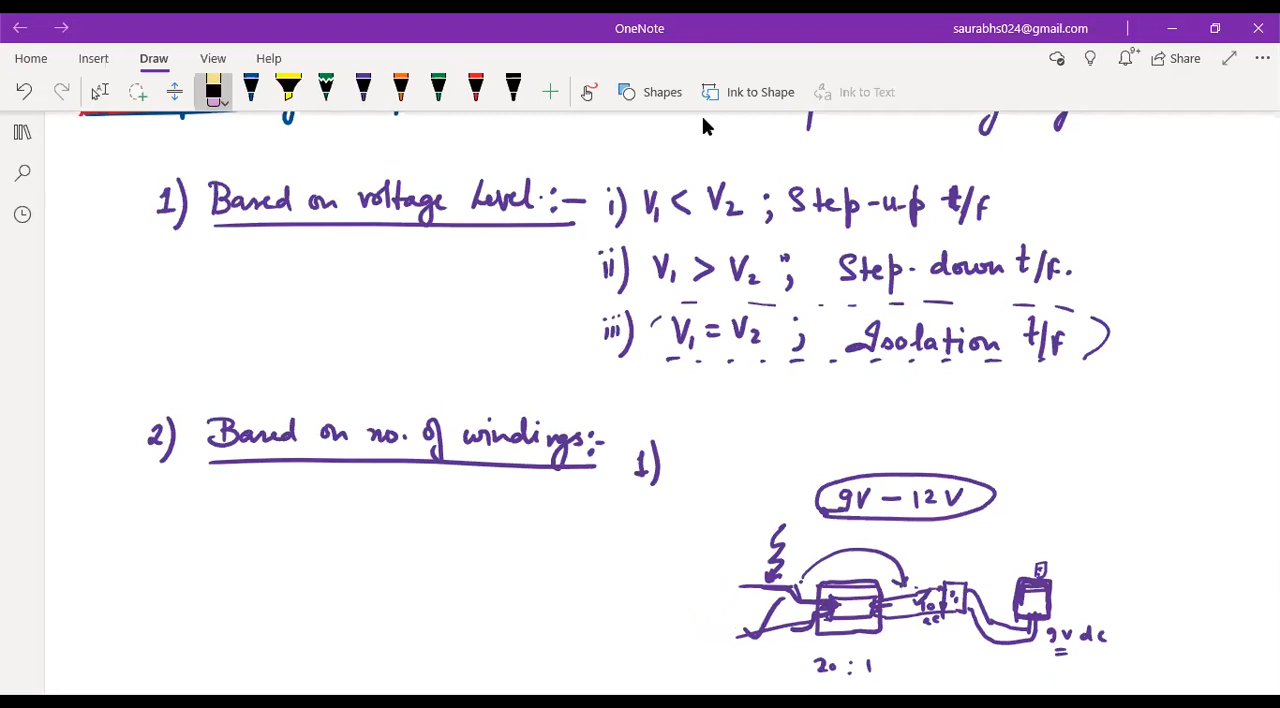 OneNote
saurabhs024@gmail.com
Home Insert Draw View Help
Share
Shapes Ink to Shape Ink to Text
1) Based on voltage level :- i) V1 < V2 ; Step-up t/f
ii) V1 > V2 ; Step-down t/f.
iii) (V1 = V2 ; Isolation t/f)
2) Based on no. of windings:- 1)
9V - 12V
ac
9v dc
20 : 1